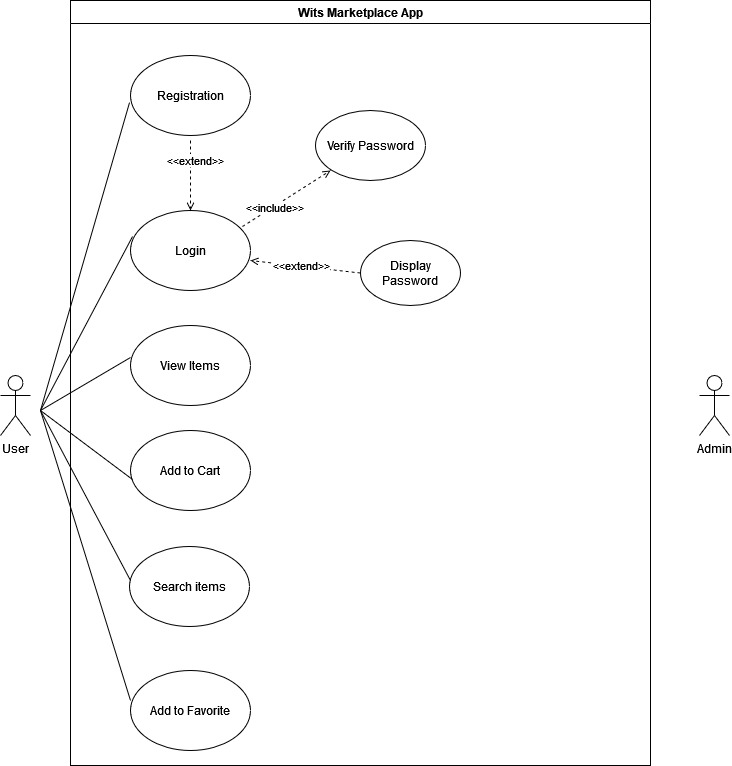 Wits Marketplace App
Registration
Verify Password
<<extend>>
<<include>>
Login
<<extend>>
Display
Password
View Items
User
Admin
Add to Cart
Search items
Add to Favorite